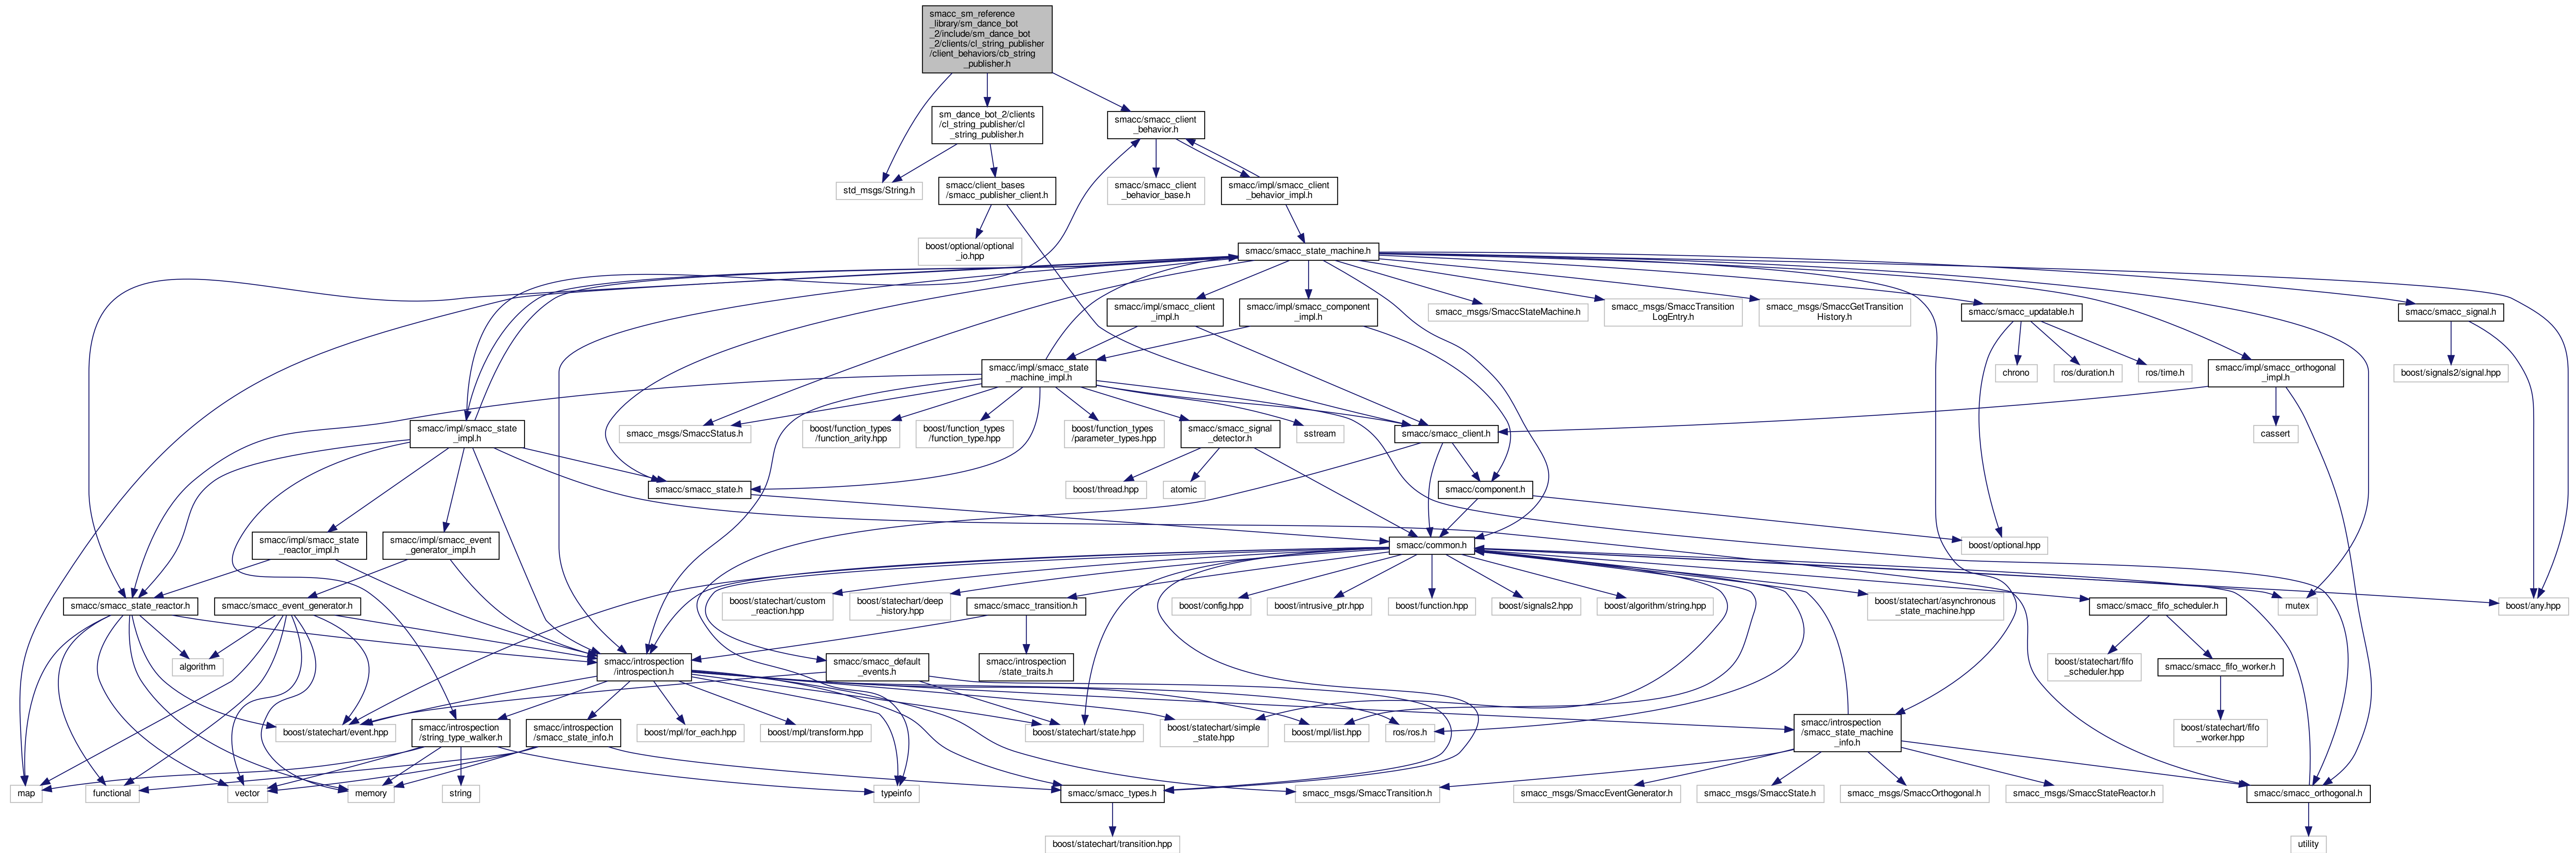 smacc_sm_reference
_library/sm_dance_bot
_2/include/sm_dance_bot
_2/clients/cl_string_publisher
/client_behaviors/cb_string
_publisher.h
sm_dance_bot_2/clients
/cl_string_publisher/cl
_string_publisher.h
smacc/smacc_client
_behavior.h
std_msgs/String.h
smacc/client_bases
/smacc_publisher_client.h
smacc/smacc_client
_behavior_base.h
smacc/impl/smacc_client
_behavior_impl.h
boost/optional/optional
_io.hpp
smacc/smacc_state_machine.h
smacc/impl/smacc_client
_impl.h
smacc/impl/smacc_component
_impl.h
smacc_msgs/SmaccStateMachine.h
smacc_msgs/SmaccTransition
LogEntry.h
smacc_msgs/SmaccGetTransition
History.h
smacc/smacc_updatable.h
smacc/smacc_signal.h
smacc/impl/smacc_state
_machine_impl.h
chrono
ros/duration.h
ros/time.h
smacc/impl/smacc_orthogonal
_impl.h
boost/signals2/signal.hpp
smacc/impl/smacc_state
_impl.h
smacc_msgs/SmaccStatus.h
boost/function_types
/function_arity.hpp
boost/function_types
/function_type.hpp
boost/function_types
/parameter_types.hpp
smacc/smacc_signal
_detector.h
sstream
smacc/smacc_client.h
cassert
smacc/smacc_state.h
boost/thread.hpp
atomic
smacc/component.h
smacc/impl/smacc_state
_reactor_impl.h
smacc/impl/smacc_event
_generator_impl.h
smacc/common.h
boost/optional.hpp
smacc/smacc_state_reactor.h
smacc/smacc_event_generator.h
boost/statechart/custom
_reaction.hpp
boost/statechart/deep
_history.hpp
smacc/smacc_transition.h
boost/config.hpp
boost/intrusive_ptr.hpp
boost/function.hpp
boost/signals2.hpp
boost/algorithm/string.hpp
boost/statechart/asynchronous
_state_machine.hpp
smacc/smacc_fifo_scheduler.h
mutex
boost/any.hpp
algorithm
smacc/introspection
/introspection.h
smacc/smacc_default
_events.h
smacc/introspection
/state_traits.h
boost/statechart/fifo
_scheduler.hpp
smacc/smacc_fifo_worker.h
boost/statechart/event.hpp
smacc/introspection
/string_type_walker.h
smacc/introspection
/smacc_state_info.h
boost/mpl/for_each.hpp
boost/mpl/transform.hpp
boost/statechart/state.hpp
boost/statechart/simple
_state.hpp
boost/mpl/list.hpp
ros/ros.h
smacc/introspection
/smacc_state_machine
_info.h
boost/statechart/fifo
_worker.hpp
map
functional
vector
memory
string
typeinfo
smacc/smacc_types.h
smacc_msgs/SmaccTransition.h
smacc_msgs/SmaccEventGenerator.h
smacc_msgs/SmaccState.h
smacc_msgs/SmaccOrthogonal.h
smacc_msgs/SmaccStateReactor.h
smacc/smacc_orthogonal.h
boost/statechart/transition.hpp
utility